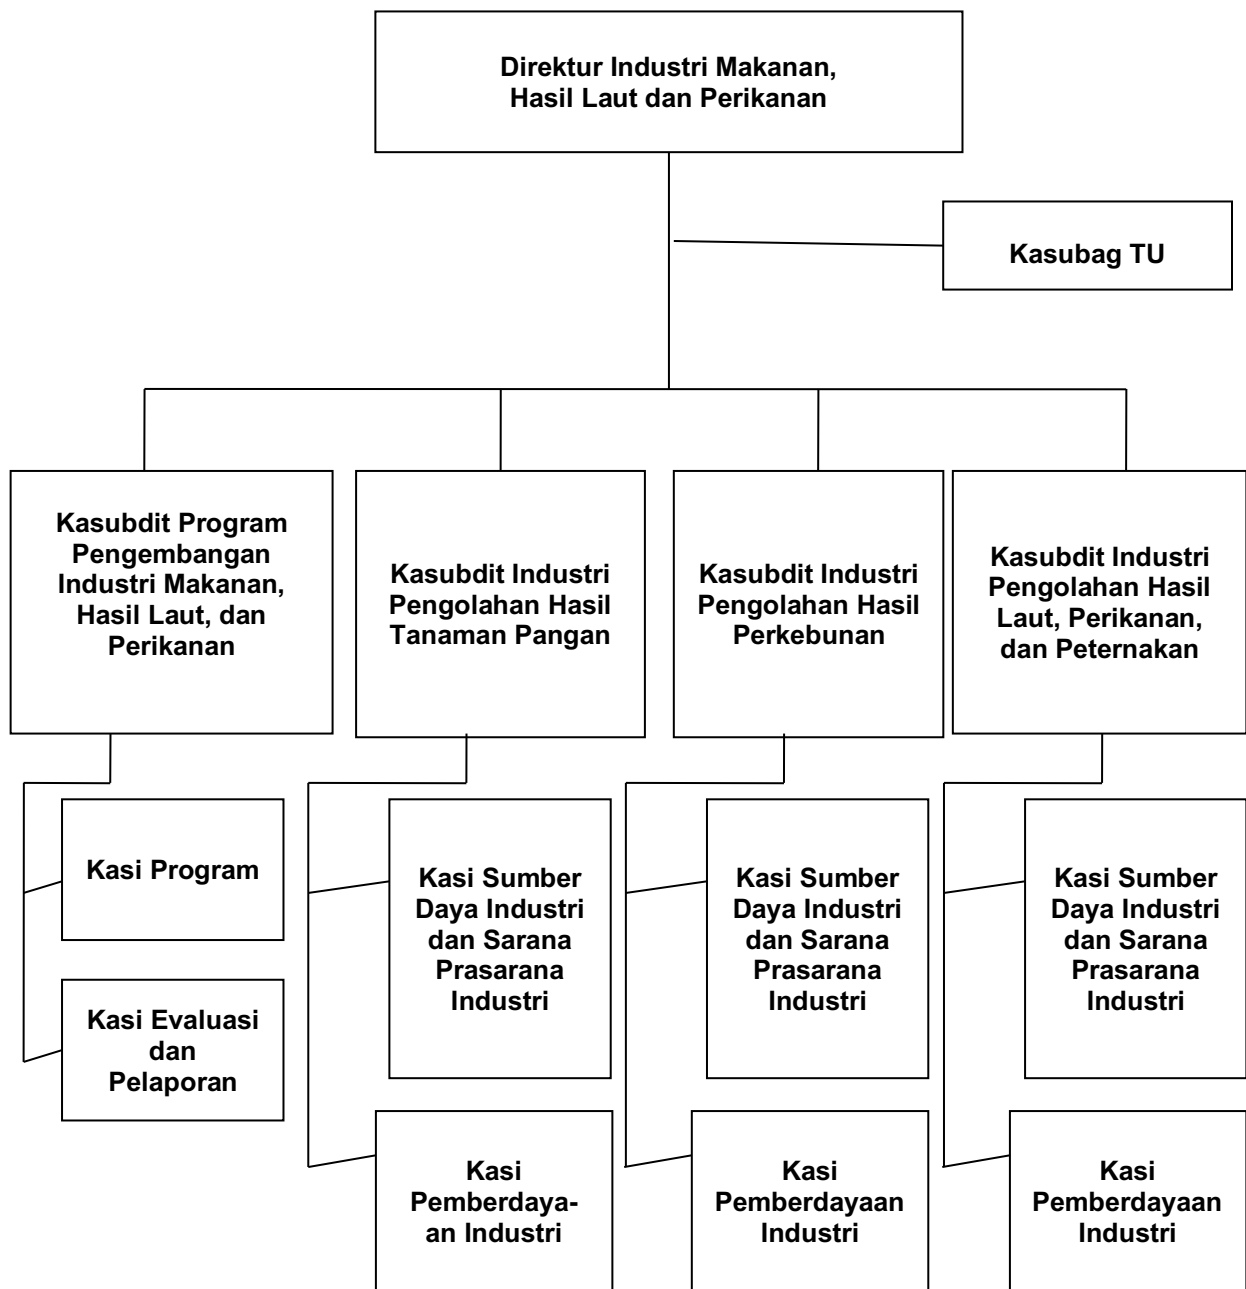 Direktur Industri Makanan,
Hasil Laut dan Perikanan
Kasubag TU
Kasubdit Program
Pengembangan
Industri Makanan,
Hasil Laut, dan
Perikanan
Kasubdit Industri
Pengolahan Hasil
Tanaman Pangan
Kasubdit Industri
Pengolahan Hasil
Perkebunan
Kasubdit Industri
Pengolahan Hasil
Laut, Perikanan,
dan Peternakan
Kasi Program
Kasi Evaluasi
dan
Pelaporan
Kasi Sumber
Daya Industri
dan Sarana
Prasarana
Industri
Kasi Sumber
Daya Industri
dan Sarana
Prasarana
Industri
Kasi Sumber
Daya Industri
dan Sarana
Prasarana
Industri
Kasi
Pemberdaya-
an Industri
Kasi
Pemberdayaan
Industri
Kasi
Pemberdayaan
Industri